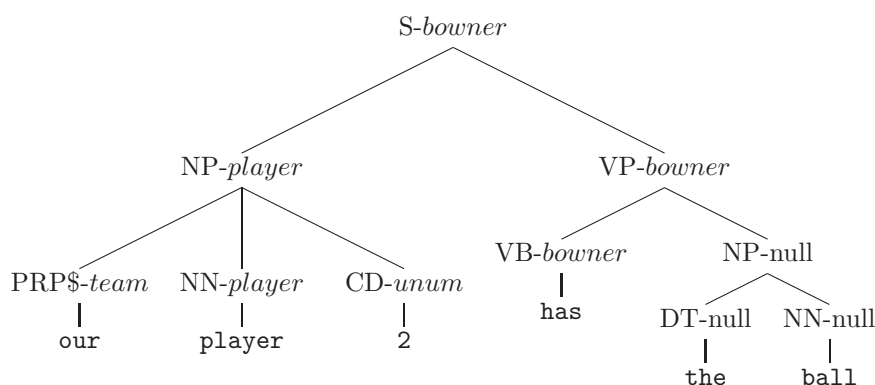 S-bowner
NP-player VP-bowner
PRP$-team NN-player CD-unum VB-bowner NP-null
our player 2 has DT-null NN-null
the ball